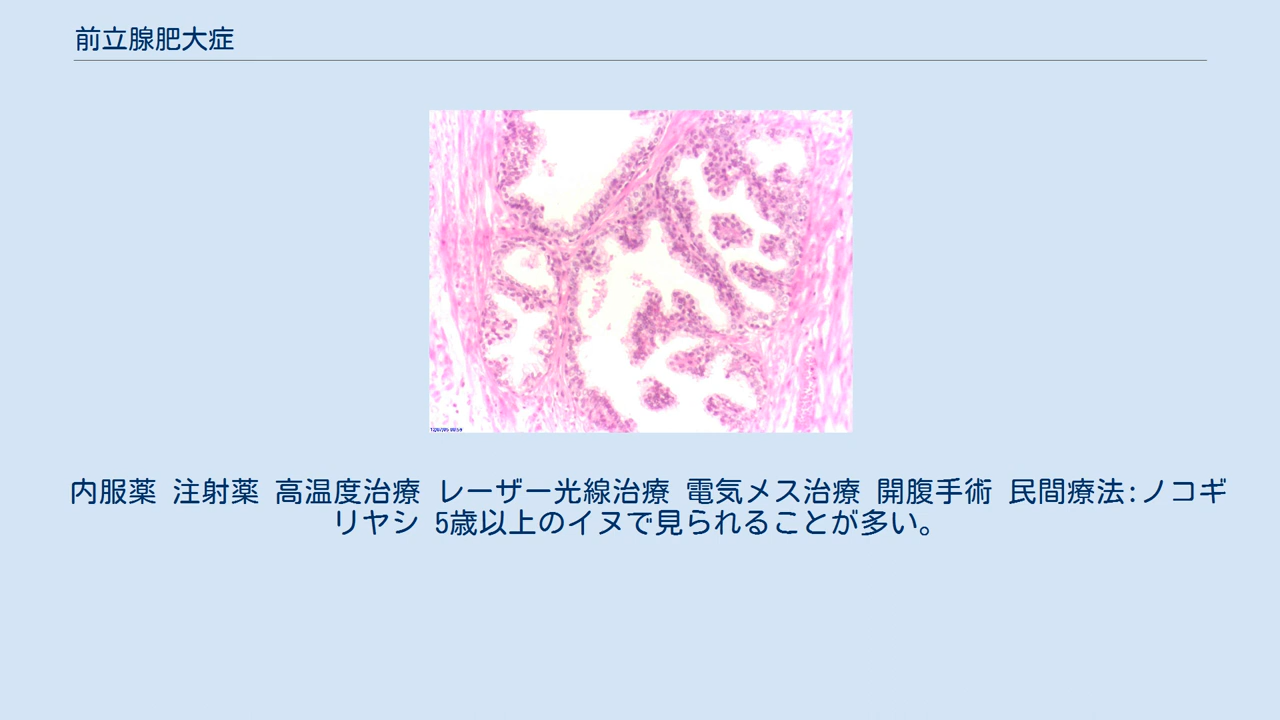 前立腺肥大症
内服薬 注射薬 高温度治療 レーザー光線治療 電気メス治療 開腹手術 民間療法:ノコギ
リヤシ 5歳以上のイヌで見られることが多い。